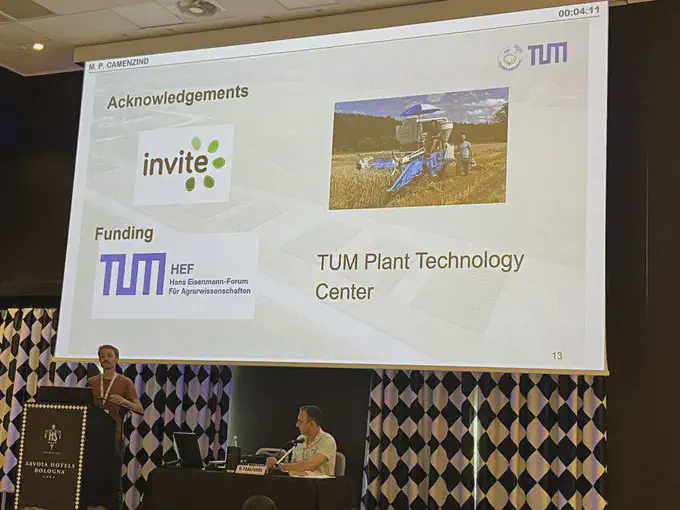 00:04:11
M. P. CAMENZIND
TUM
Acknowledgements
invite
Funding
TUM
HEF
Hans Eisenmann-Forum
Für Agrarwissenschaften
TUM Plant Technology
Center
13
HS
SAVOIA HOTELS
BOLOGNA